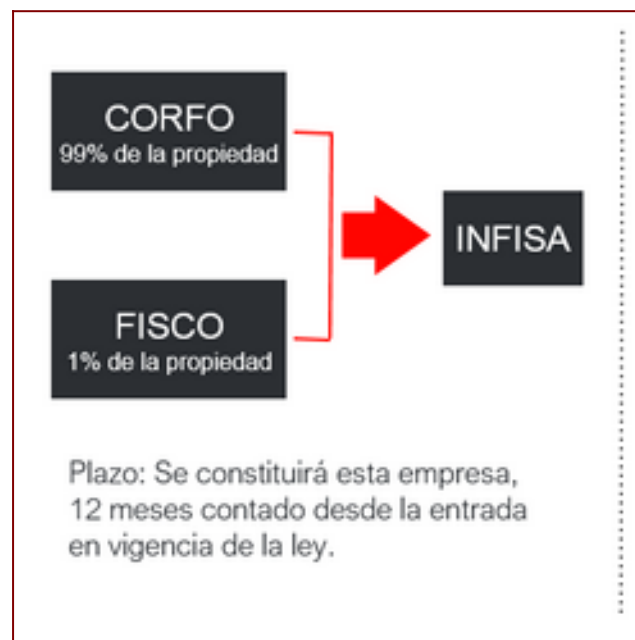 CORFO
99% de la propiedad
INFISA
FISCO
1% de la propiedad
Plazo: Se constituirá esta empresa,
12 meses contado desde la entrada
en vigencia de la ley.